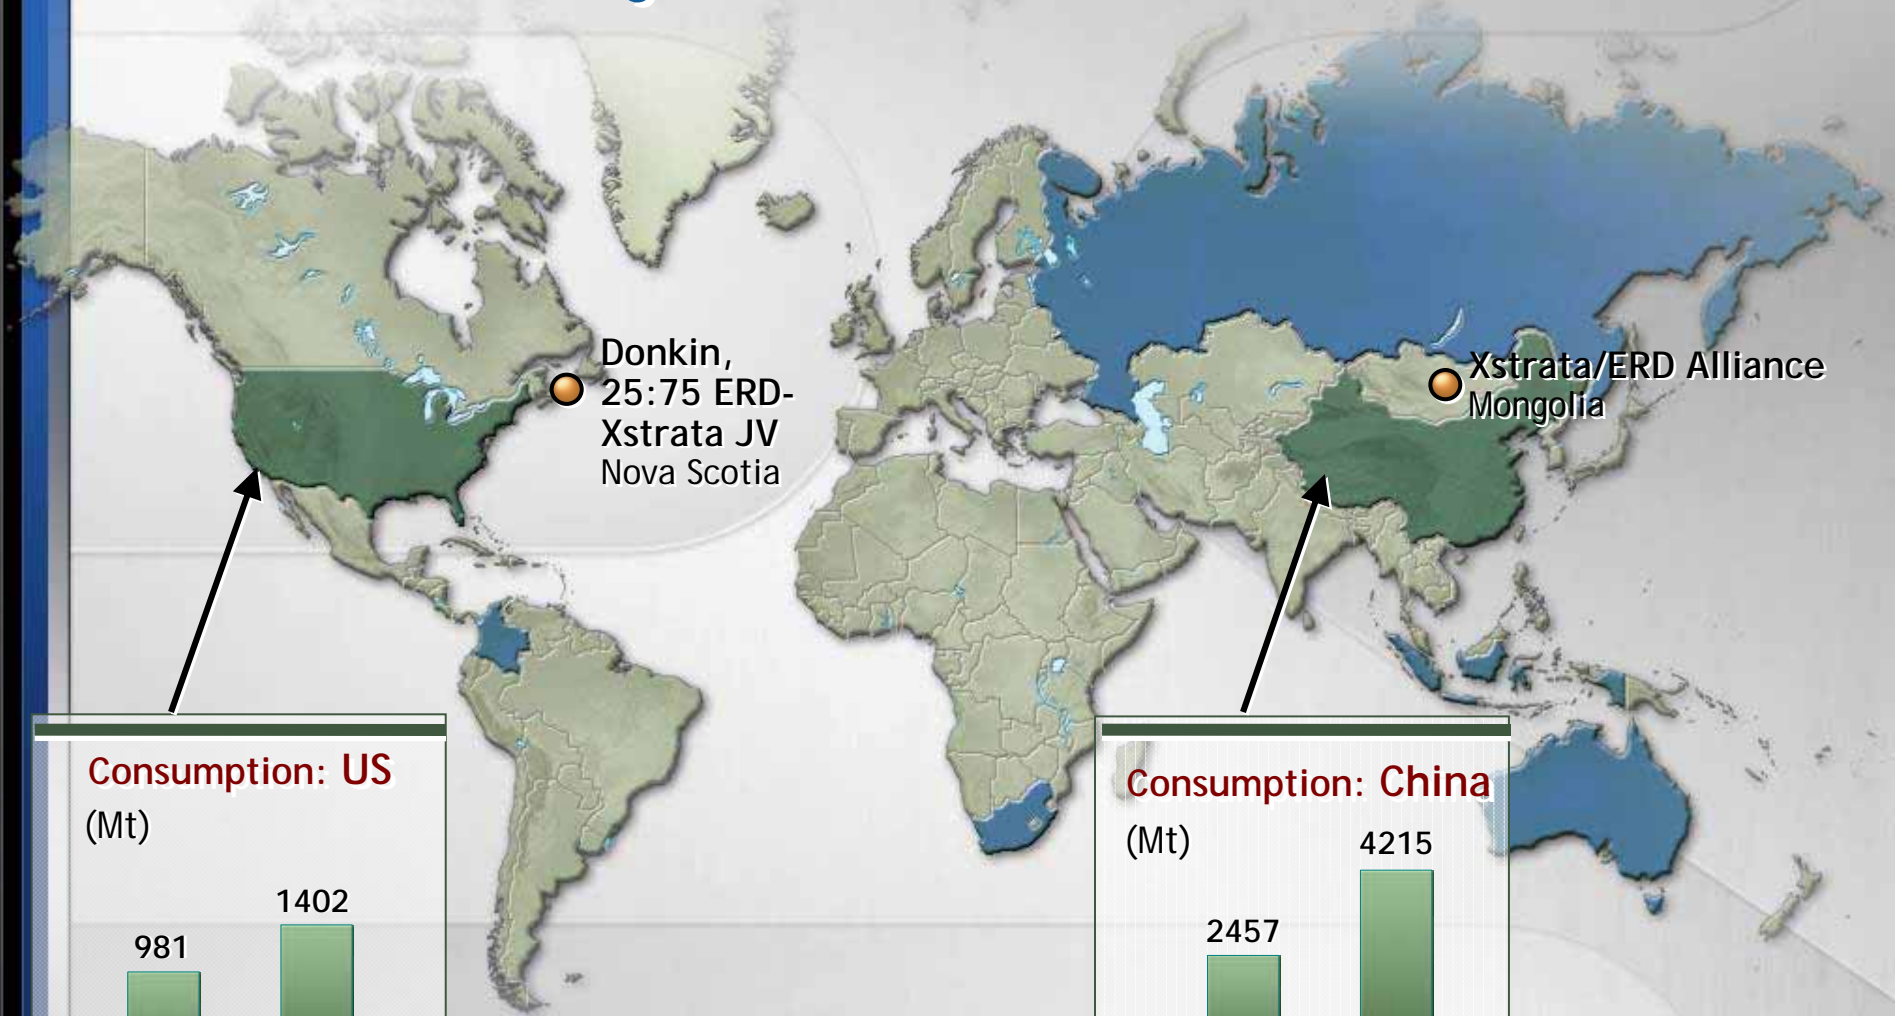 Donkin,
25:75 ERD-
Xstrata JV
Nova Scotia
Xstrata/ERD Alliance
Mongolia
Consumption: US
(Mt)
981
1402
Consumption: China
(Mt)
2457
4215